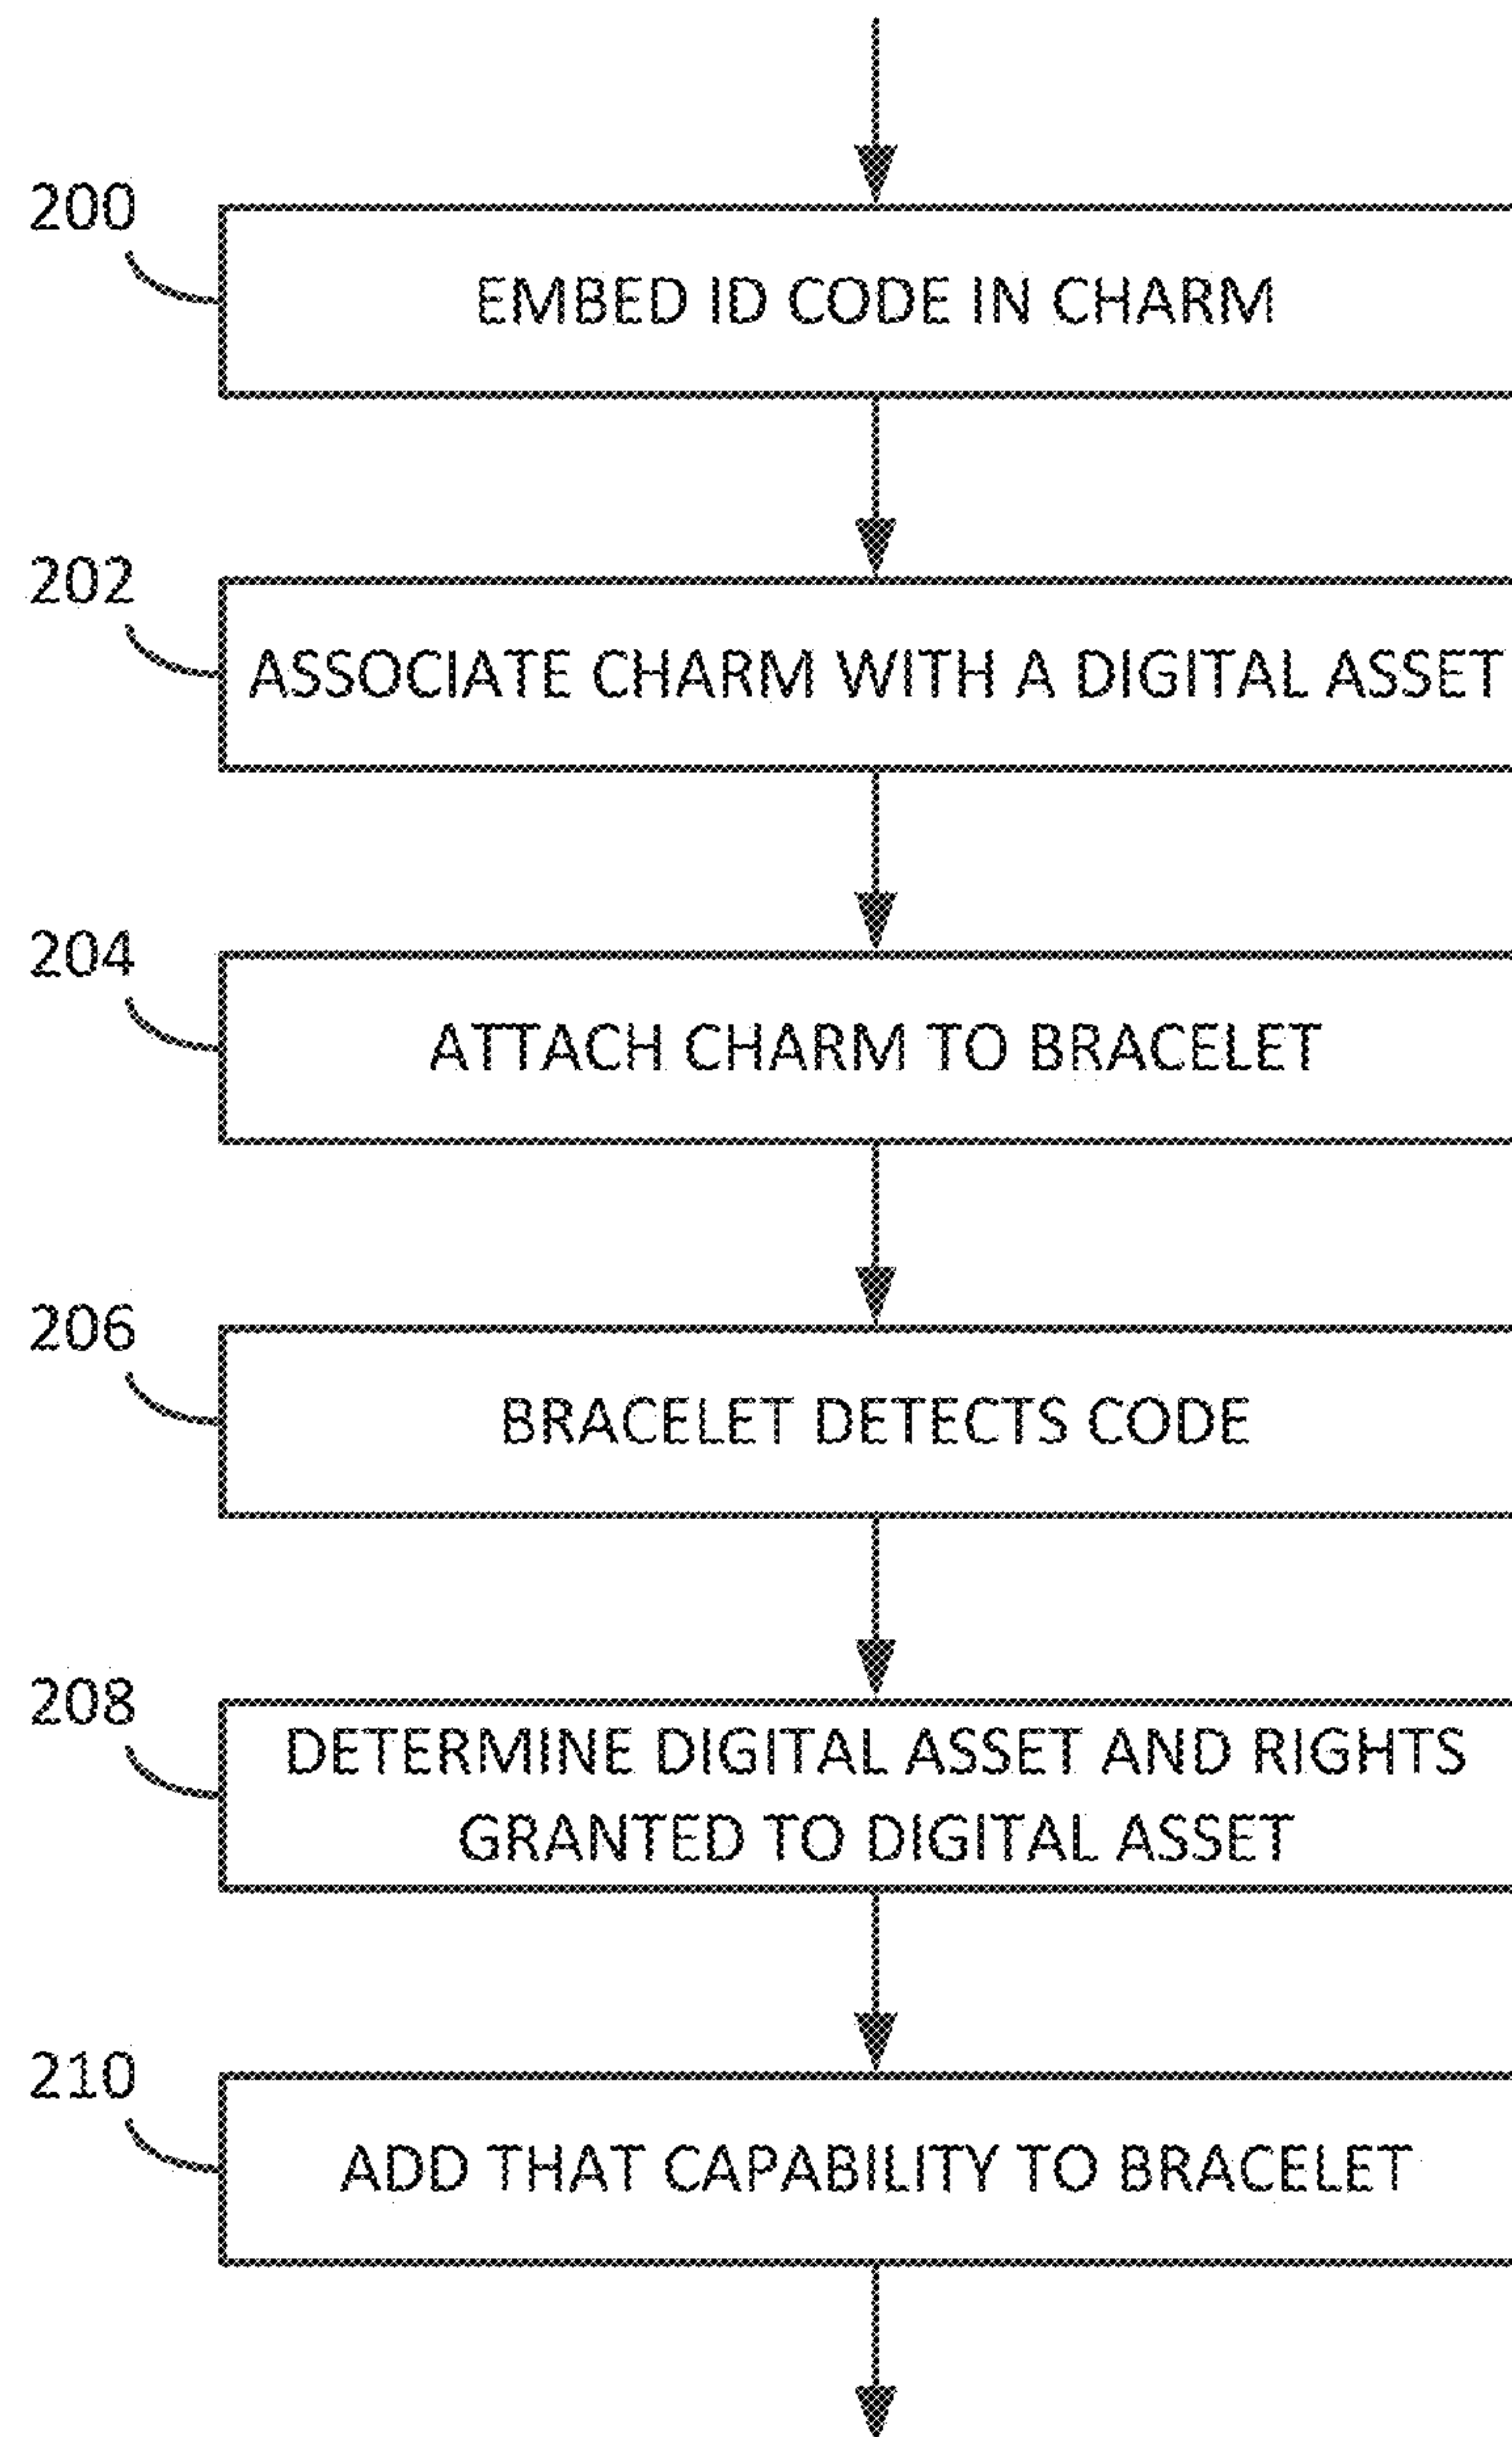 200
EMBED ID CODE IN CHARM
202
ASSOCIATE CHARM WITH A DIGITAL ASSET
204
ATTACH CHARM TO BRACELET
206
BRACELET DETECTS CODE
208
DETERMINE DIGITAL ASSET AND RIGHTS
GRANTED TO DIGITAL ASSET
210
ADD THAT CAPABILITY TO BRACELET